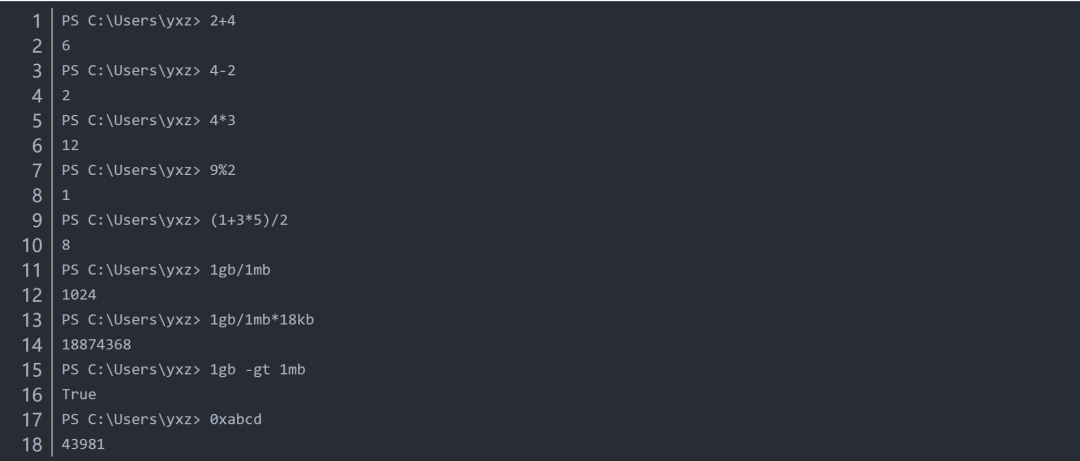 1 PS C:\Users\yxz> 2+4
2 6
3 PS C:\Users\yxz> 4-2
4 2
5 PS C:\Users\yxz> 4*3
6 12
7 PS C:\Users\yxz> 9%2
8 1
9 PS C:\Users\yxz> (1+3*5)/2
10 8
11 PS C:\Users\yxz> 1gb/1mb
12 1024
13 PS C:\Users\yxz> 1gb/1mb*18kb
14 18874368
15 PS C:\Users\yxz> 1gb -gt 1mb
16 True
17 PS C:\Users\yxz> 0xabcd
18 43981